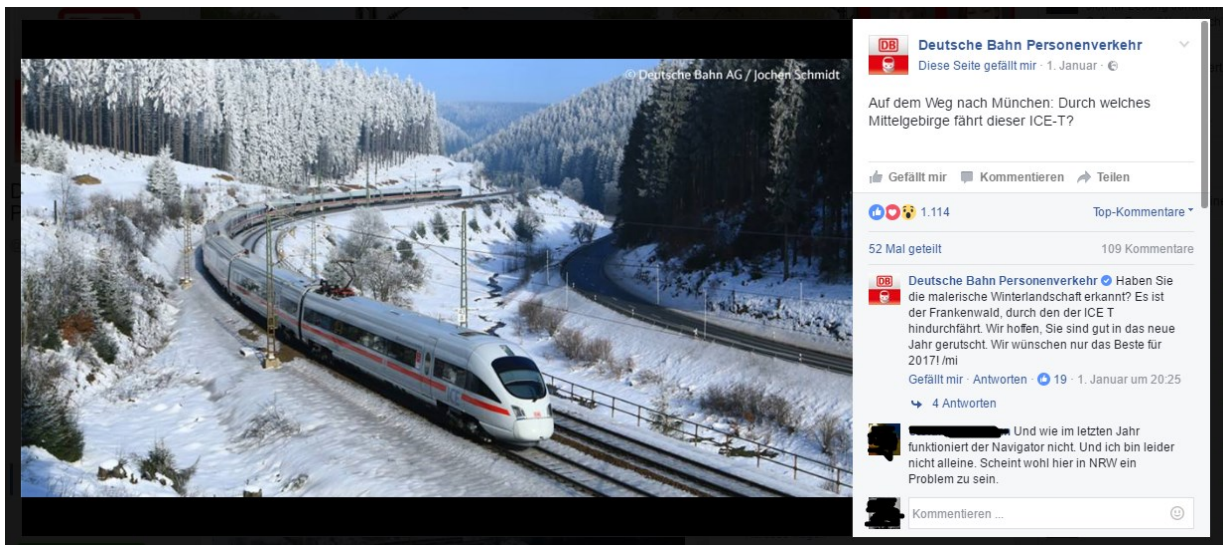 © Deutsche Bahn AG / Jochen Schmidt
ICE
DB
DB
Deutsche Bahn Personenverkehr
Diese Seite gefällt mir · 1. Januar ·
Auf dem Weg nach München: Durch welches
Mittelgebirge fährt dieser ICE-T?
Gefällt mir Kommentieren Teilen
1.114 Top-Kommentare
52 Mal geteilt 109 Kommentare
DB
Deutsche Bahn Personenverkehr Haben Sie
die malerische Winterlandschaft erkannt? Es ist
der Frankenwald, durch den der ICE T
hindurchfährt. Wir hoffen, Sie sind gut in das neue
Jahr gerutscht. Wir wünschen nur das Beste für
2017! /mi
Gefällt mir · Antworten · 19 · 1. Januar um 20:25
4 Antworten
Und wie im letzten Jahr
funktioniert der Navigator nicht. Und ich bin leider
nicht alleine. Scheint wohl hier in NRW ein
Problem zu sein.
Kommentieren ...